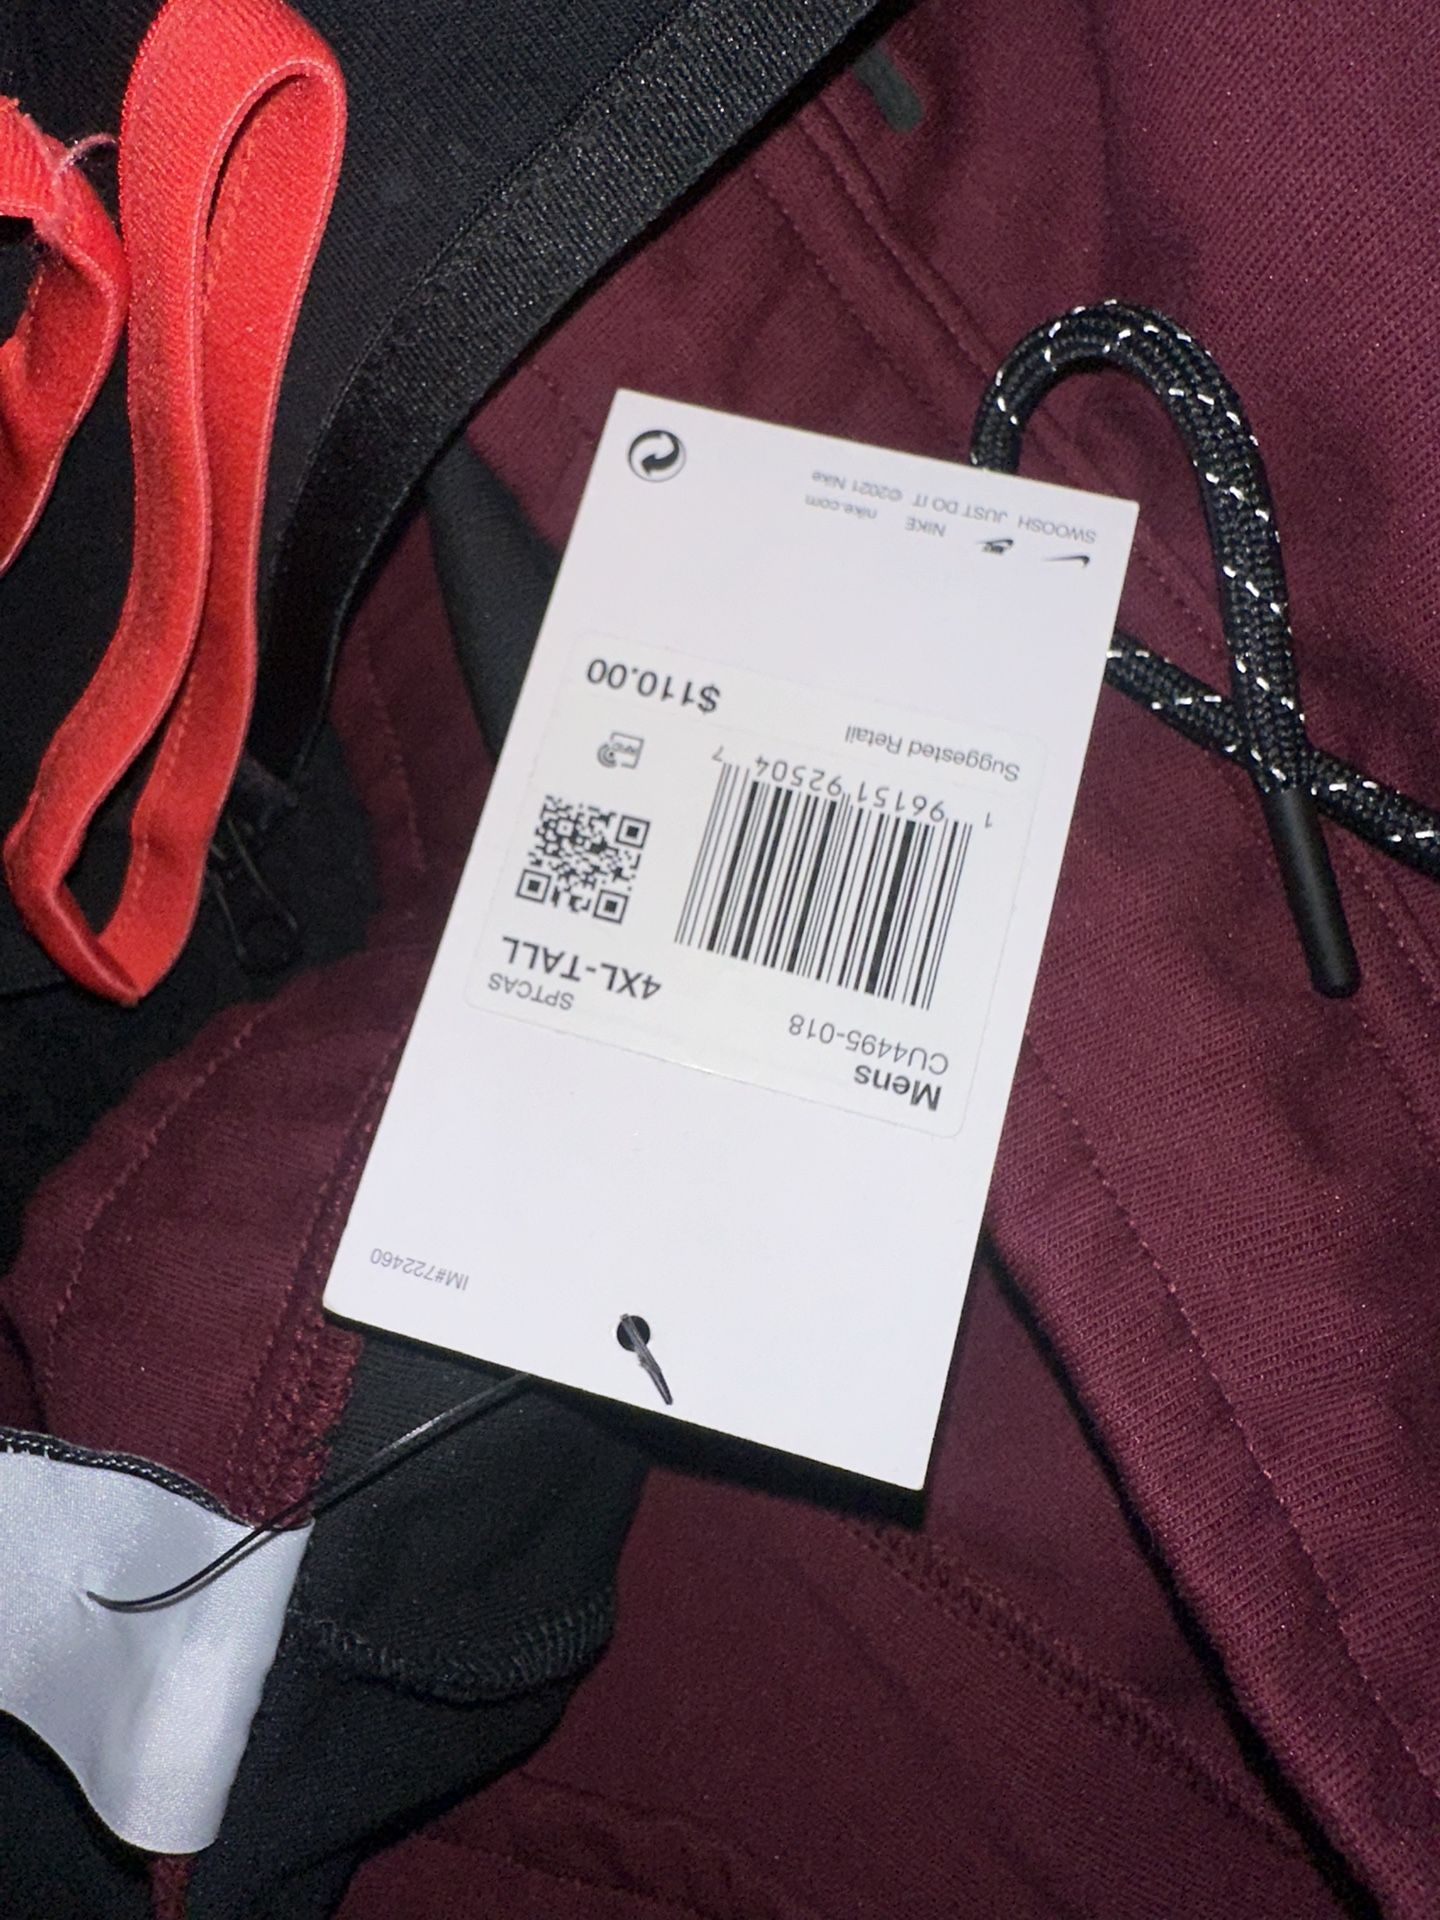 IM#722460
Mens
CU4495-018
SPTCAS
4XL-TALL
1 96151 92504 7
Suggested Retail
$110.00
NIKE nike.com
SWOOSH JUST DO IT ©2021 Nike